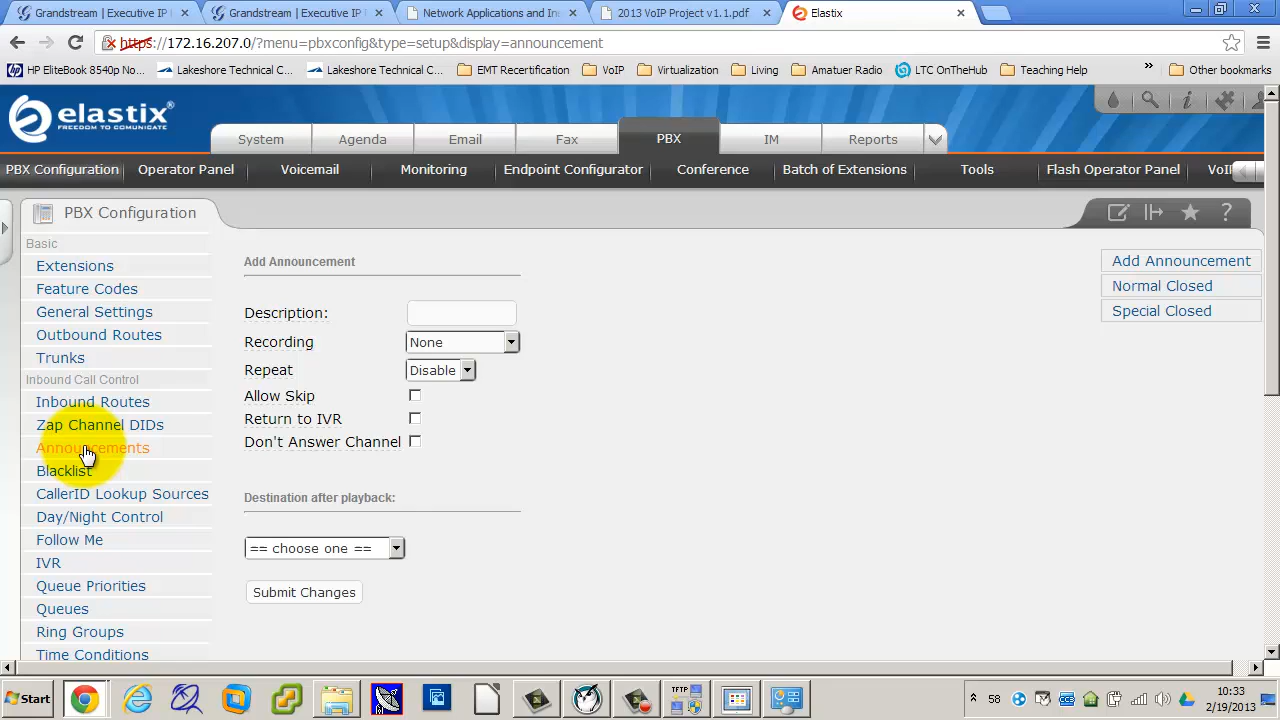 Grandstream | Executive IP
Grandstream | Executive IP
Network Applications and In
2013 VoIP Project v1.1.pdf
Elastix
https://172.16.207.0/?menu=pbxconfig&type=setup&display=announcement
HP EliteBook 8540p No...
Lakeshore Technical C...
Lakeshore Technical C...
EMT Recertification
VoIP
Virtualization
Living
Amatuer Radio
LTC OnTheHub
Teaching Help
»
Other bookmarks
elastix®
FREEDOM TO COMMUNICATE
System
Agenda
Email
Fax
PBX
IM
Reports
PBX Configuration
Operator Panel
Voicemail
Monitoring
Endpoint Configurator
Conference
Batch of Extensions
Tools
Flash Operator Panel
VoI
PBX Configuration
?
Basic
Extensions
Feature Codes
General Settings
Outbound Routes
Trunks
Inbound Call Control
Inbound Routes
Zap Channel DIDs
Announcements
Blacklist
CallerID Lookup Sources
Day/Night Control
Follow Me
IVR
Queue Priorities
Queues
Ring Groups
Time Conditions
Add Announcement
Description:
Recording
None
Repeat
Disable
Allow Skip
Return to IVR
Don't Answer Channel
Destination after playback:
== choose one ==
Submit Changes
Add Announcement
Normal Closed
Special Closed
Start
TFTP
58
10:33
2/19/2013